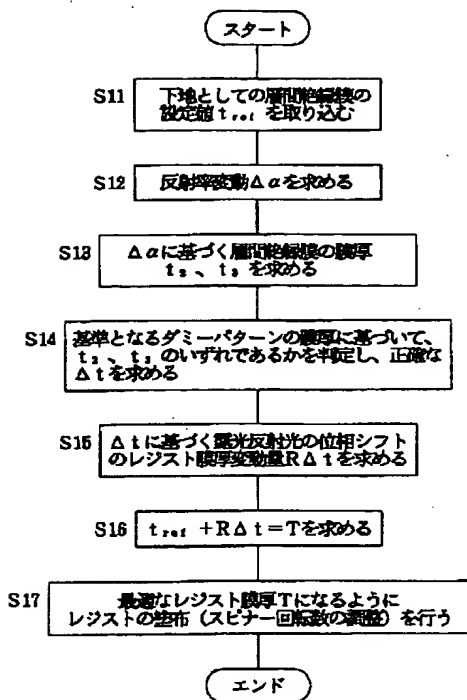 スタート
S11
下地としての層間絶縁膜の
設定値 tref を取り込む
S12
反射率変動Δαを求める
S13
Δαに基づく層間絶縁膜の膜厚
t₂、t₃ を求める
S14
基準となるダミーパターンの膜厚に基づいて、
t₂、t₃ のいずれであるかを判定し、正確な
Δtを求める
S15
Δtに基づく露光反射光の位相シフト
のレジスト膜厚変動量RΔtを求める
S16
tref +RΔt=Tを求める
S17
最適なレジスト膜厚Tになるように
レジストの塗布(スピナー回転数の調整)を行う
エンド